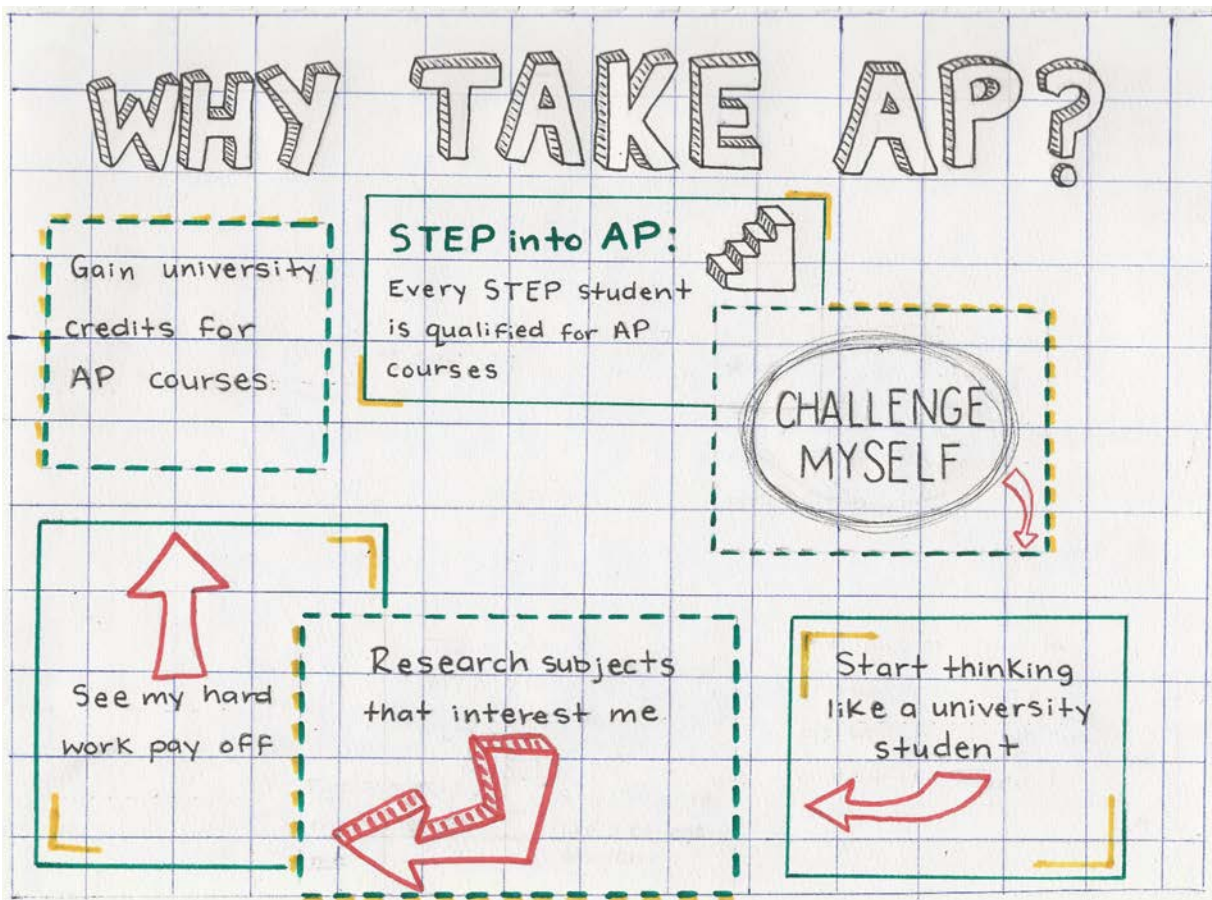 WHY TAKE AP?
Gain university
credits for
AP courses.
STEP into AP:
Every STEP student
is qualified for AP
courses
CHALLENGE
MYSELF
See my hard
work pay off
Research subjects
that interest me
Start thinking
like a university
student